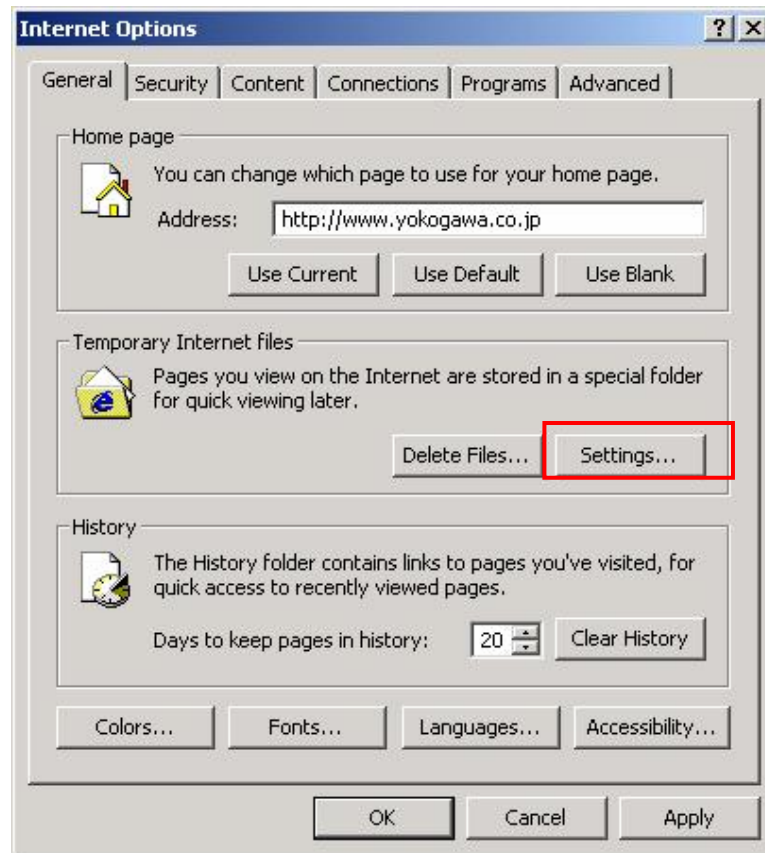 Internet Options
? X
General Security Content Connections Programs Advanced
Home page
You can change which page to use for your home page.
Address: http://www.yokogawa.co.jp
Use Current Use Default Use Blank
Temporary Internet files
Pages you view on the Internet are stored in a special folder
for quick viewing later.
Delete Files... Settings...
History
The History folder contains links to pages you've visited, for
quick access to recently viewed pages.
Days to keep pages in history: 20 Clear History
Colors... Fonts... Languages... Accessibility...
OK Cancel Apply